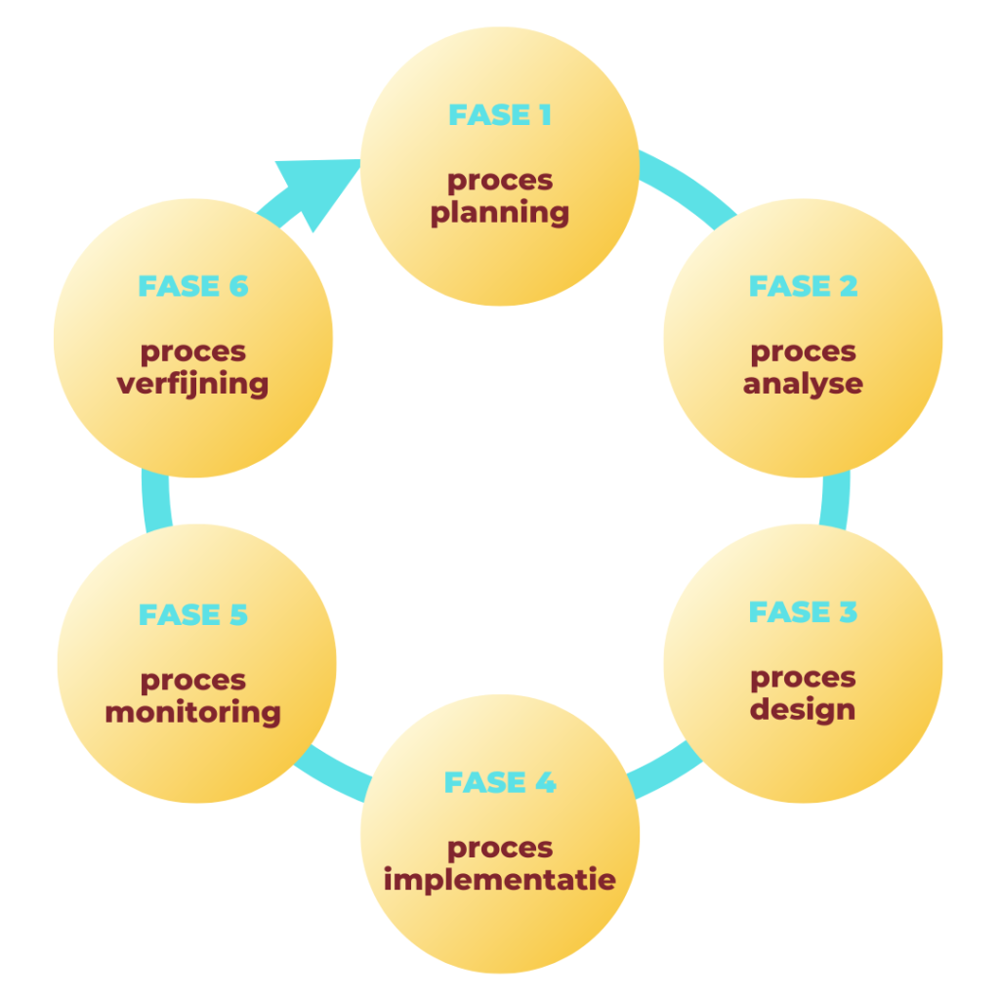 FASE 1
proces
planning
FASE 2
proces
analyse
FASE 3
proces
design
FASE 4
proces
implementatie
FASE 5
proces
monitoring
FASE 6
proces
verfijning